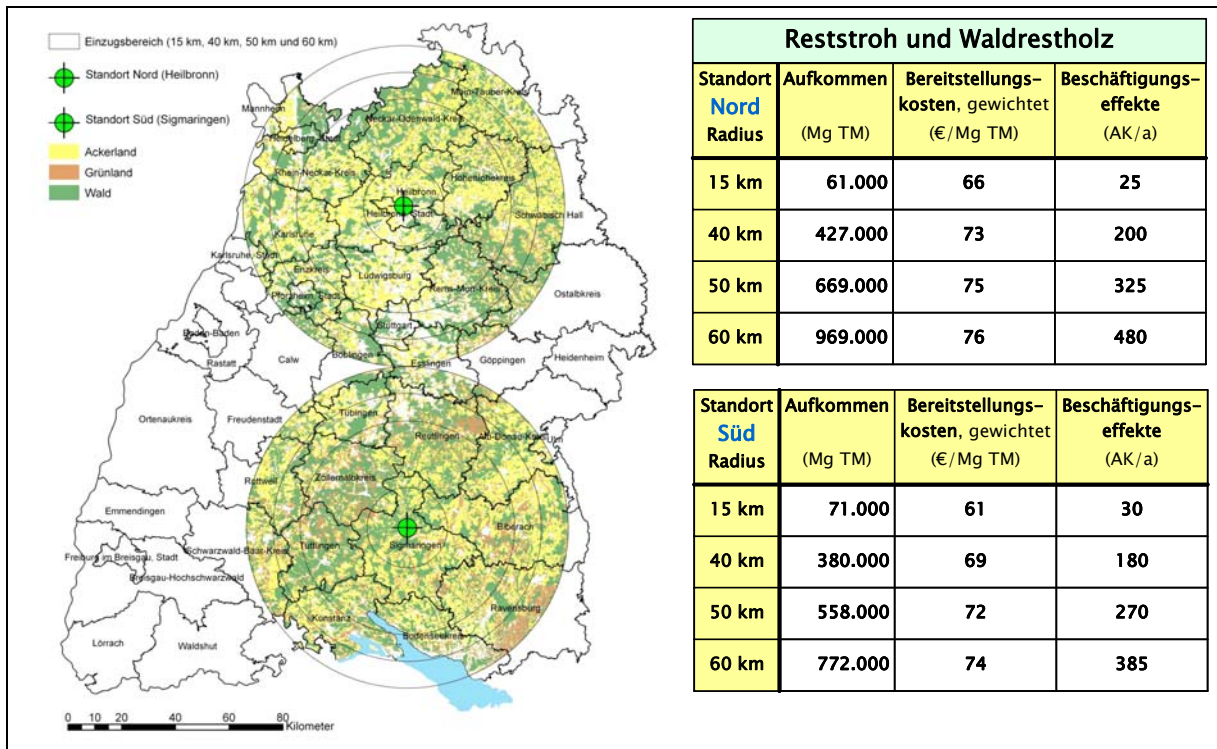 Einzugsbereich (15 km, 40 km, 50 km und 60 km)
Standort Nord (Heilbronn)
Standort Süd (Sigmaringen)
Ackerland
Grünland
Wald
Mannheim
Main-Tauber-Kreis
Neckar-Odenwald-Kreis
Heidelberg, Stadt
Rhein-Neckar-Kreis
Hohenlohekreis
Heilbronn
Heilbronn, Stadt
Schwäbisch Hall
Karlsruhe
Karlsruhe, Stadt
Enzkreis
Ludwigsburg
Pforzheim, Stadt
Rems-Murr-Kreis
Ostalbkreis
Stuttgart
Baden-Baden
Rastatt
Calw
Böblingen
Esslingen
Göppingen
Heidenheim
Ortenaukreis
Freudenstadt
Tübingen
Reutlingen
Alb-Donau-Kreis
Ulm
Rottweil
Zollernalbkreis
Emmendingen
Biberach
Sigmaringen
Freiburg im Breisgau, Stadt
Schwarzwald-Baar-Kreis
Tuttlingen
Breisgau-Hochschwarzwald
Ravensburg
Konstanz
Bodenseekreis
Lörrach
Waldshut
0 20 40 60 80
Kilometer
Reststroh und Waldrestholz
Standort Nord Radius
Aufkommen
(Mg TM)
Bereitstellungs-
kosten, gewichtet
(€/Mg TM)
Beschäftigungs-
effekte
(AK/a)
15 km 61.000 66 25
40 km 427.000 73 200
50 km 669.000 75 325
60 km 969.000 76 480
Standort Süd Radius
Aufkommen
(Mg TM)
Bereitstellungs-
kosten, gewichtet
(€/Mg TM)
Beschäftigungs-
effekte
(AK/a)
15 km 71.000 61 30
40 km 380.000 69 180
50 km 558.000 72 270
60 km 772.000 74 385